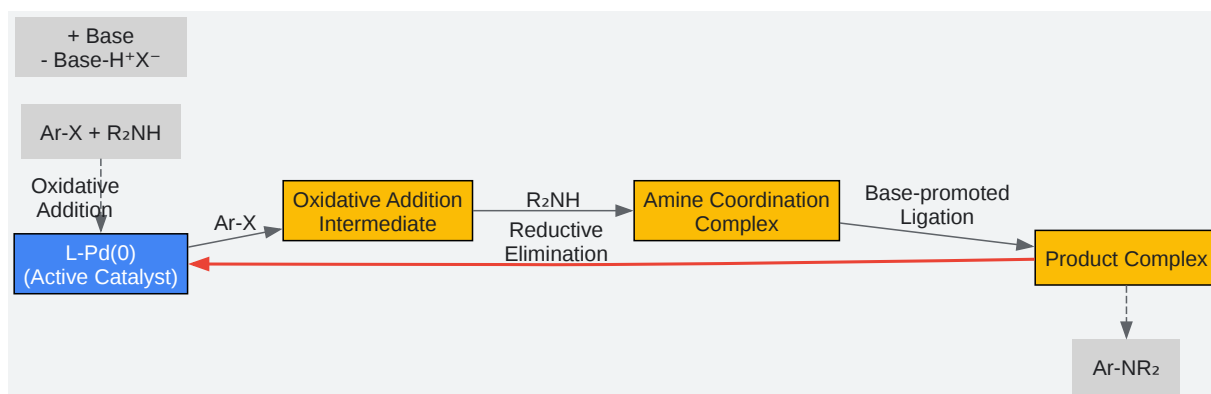 + Base
- Base-H⁺X⁻
Ar-X + R₂NH
Oxidative
Addition
L-Pd(0)
(Active Catalyst)
Ar-X
Oxidative Addition
Intermediate
R₂NH
Reductive
Elimination
Amine Coordination
Complex
Base-promoted
Ligation
Product Complex
Ar-NR₂